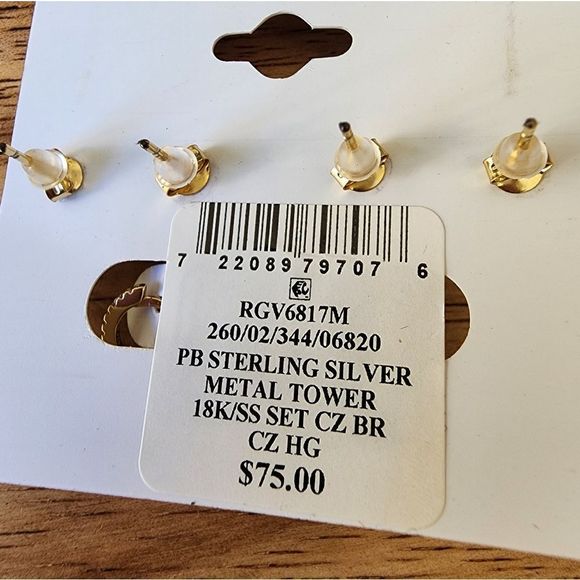 7 22089 79707 6
RGV6817M
260/02/344/06820
PB STERLING SILVER
METAL TOWER
18K/SS SET CZ BR
CZ HG
$75.00